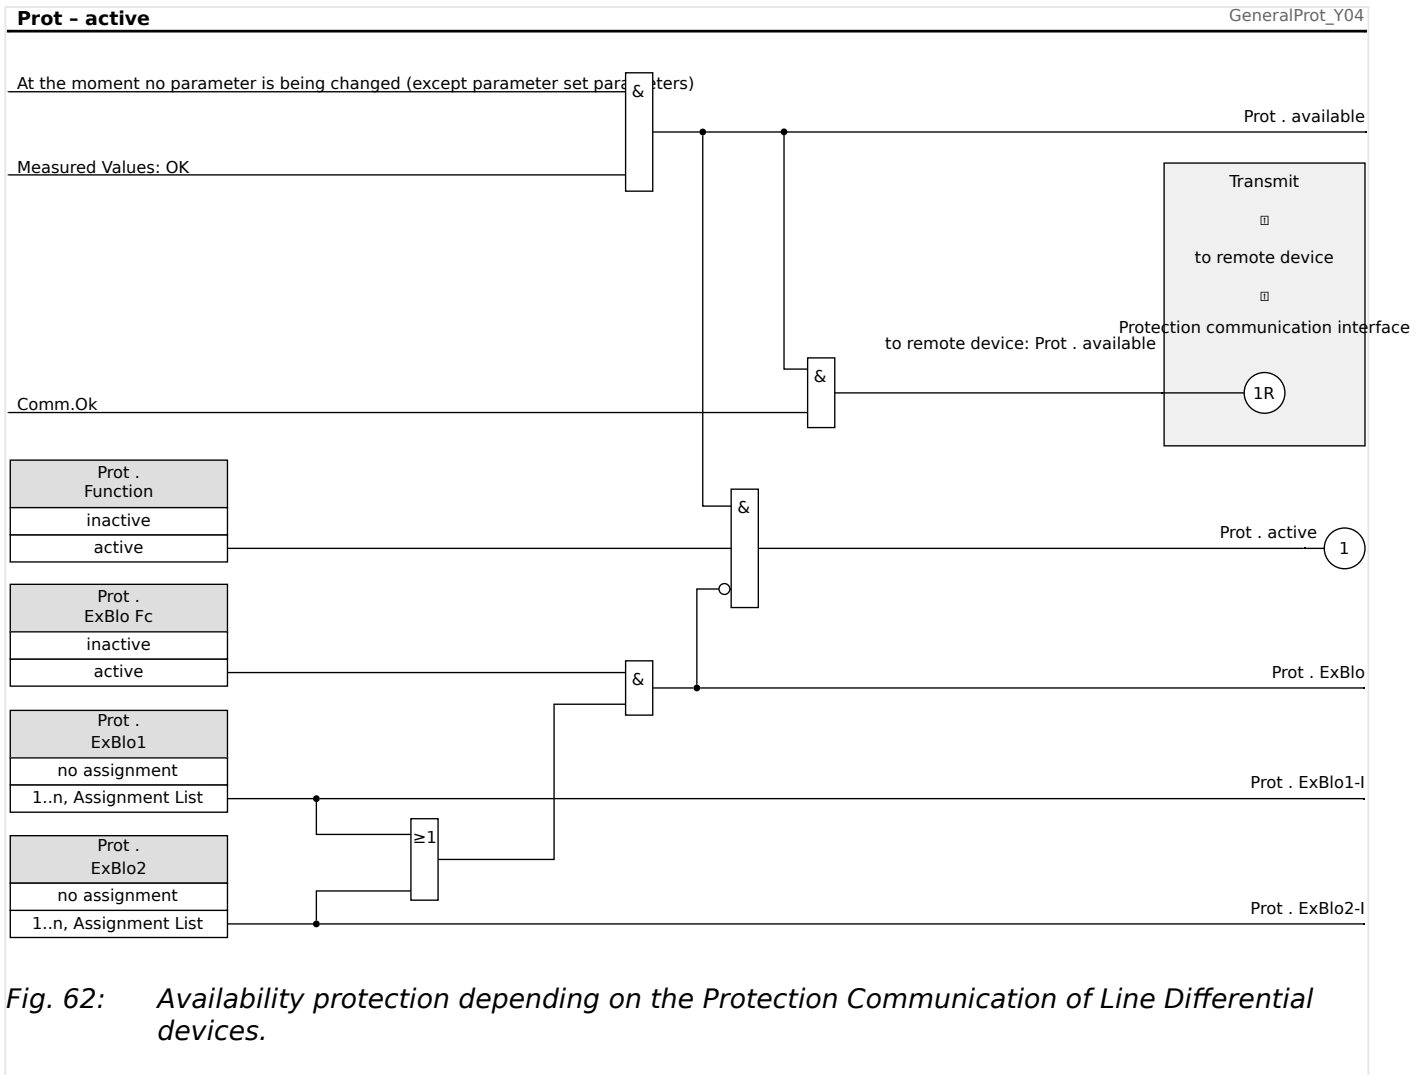 Prot – active
GeneralProt_Y04
At the moment no parameter is being changed (except parameter set parameters)
&
Prot . available
Measured Values: OK
Transmit
to remote device
Protection communication interface
to remote device: Prot . available
&
1R
Comm.Ok
Prot .
Function
inactive
active
&
Prot . active
1
Prot .
ExBlo Fc
inactive
active
&
Prot . ExBlo
Prot .
ExBlo1
no assignment
1..n, Assignment List
Prot . ExBlo1-I
≥1
Prot .
ExBlo2
no assignment
1..n, Assignment List
Prot . ExBlo2-I
Fig. 62: Availability protection depending on the Protection Communication of Line Differential
devices.